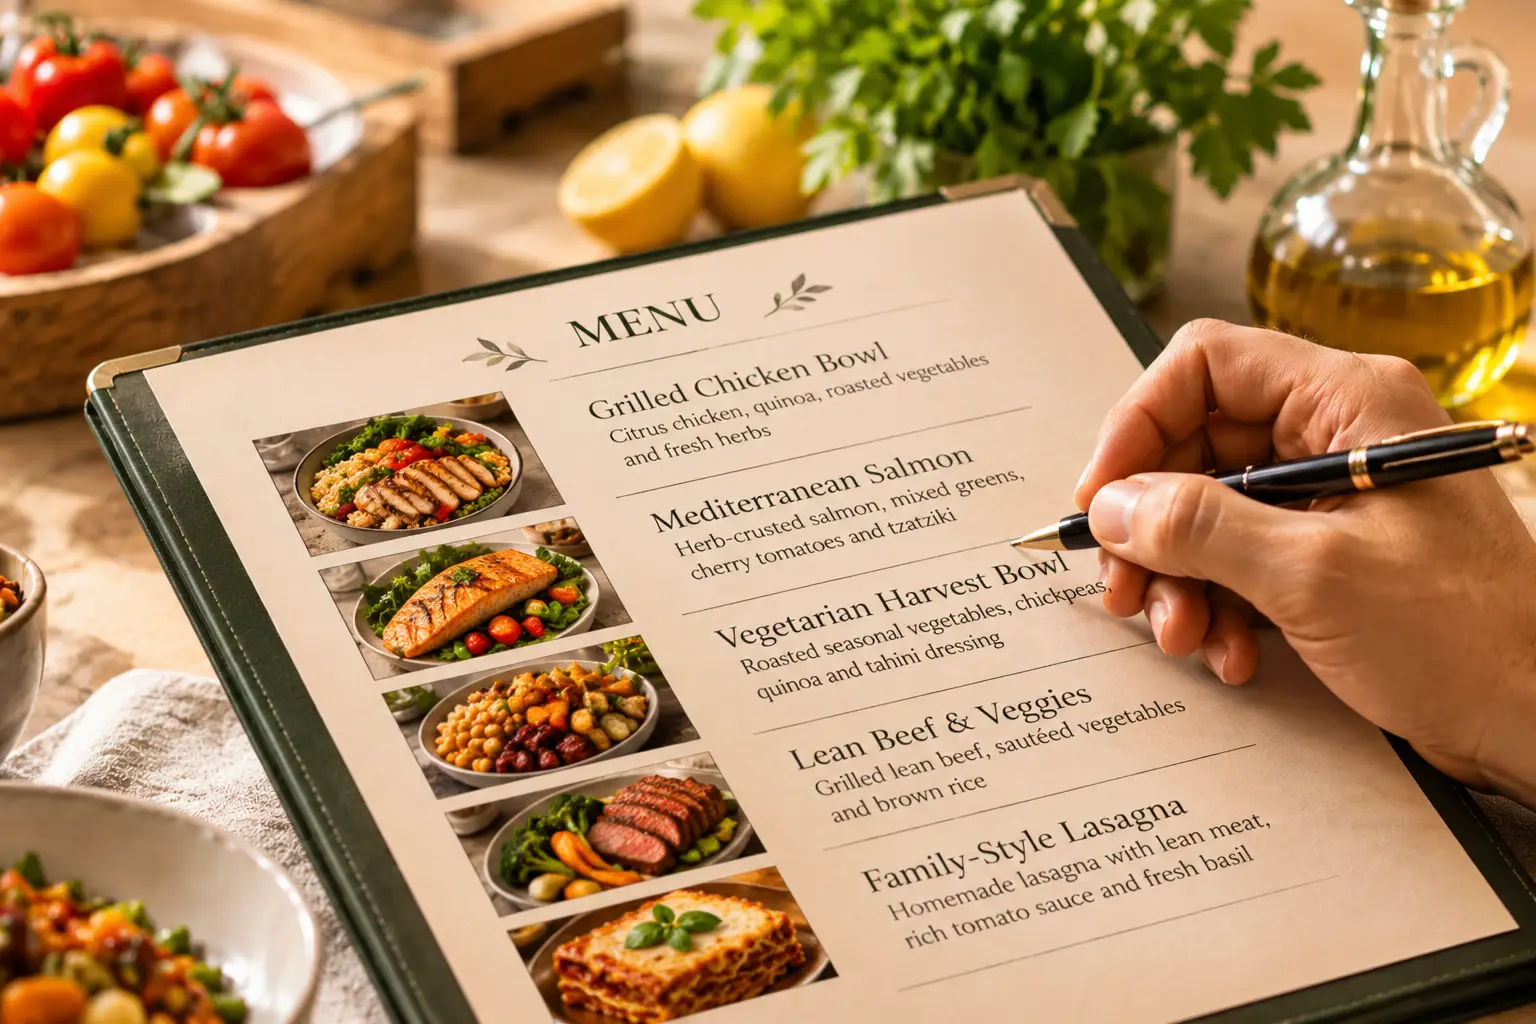 MENU
Grilled Chicken Bowl
Citrus chicken, quinoa, roasted vegetables
and fresh herbs
Mediterranean Salmon
Herb-crusted salmon, mixed greens,
cherry tomatoes and tzatziki
Vegetarian Harvest Bowl
Roasted seasonal vegetables, chickpeas,
quinoa and tahini dressing
Lean Beef & Veggies
Grilled lean beef, sautéed vegetables
and brown rice
Family-Style Lasagna
Homemade lasagna with lean meat,
rich tomato sauce and fresh basil